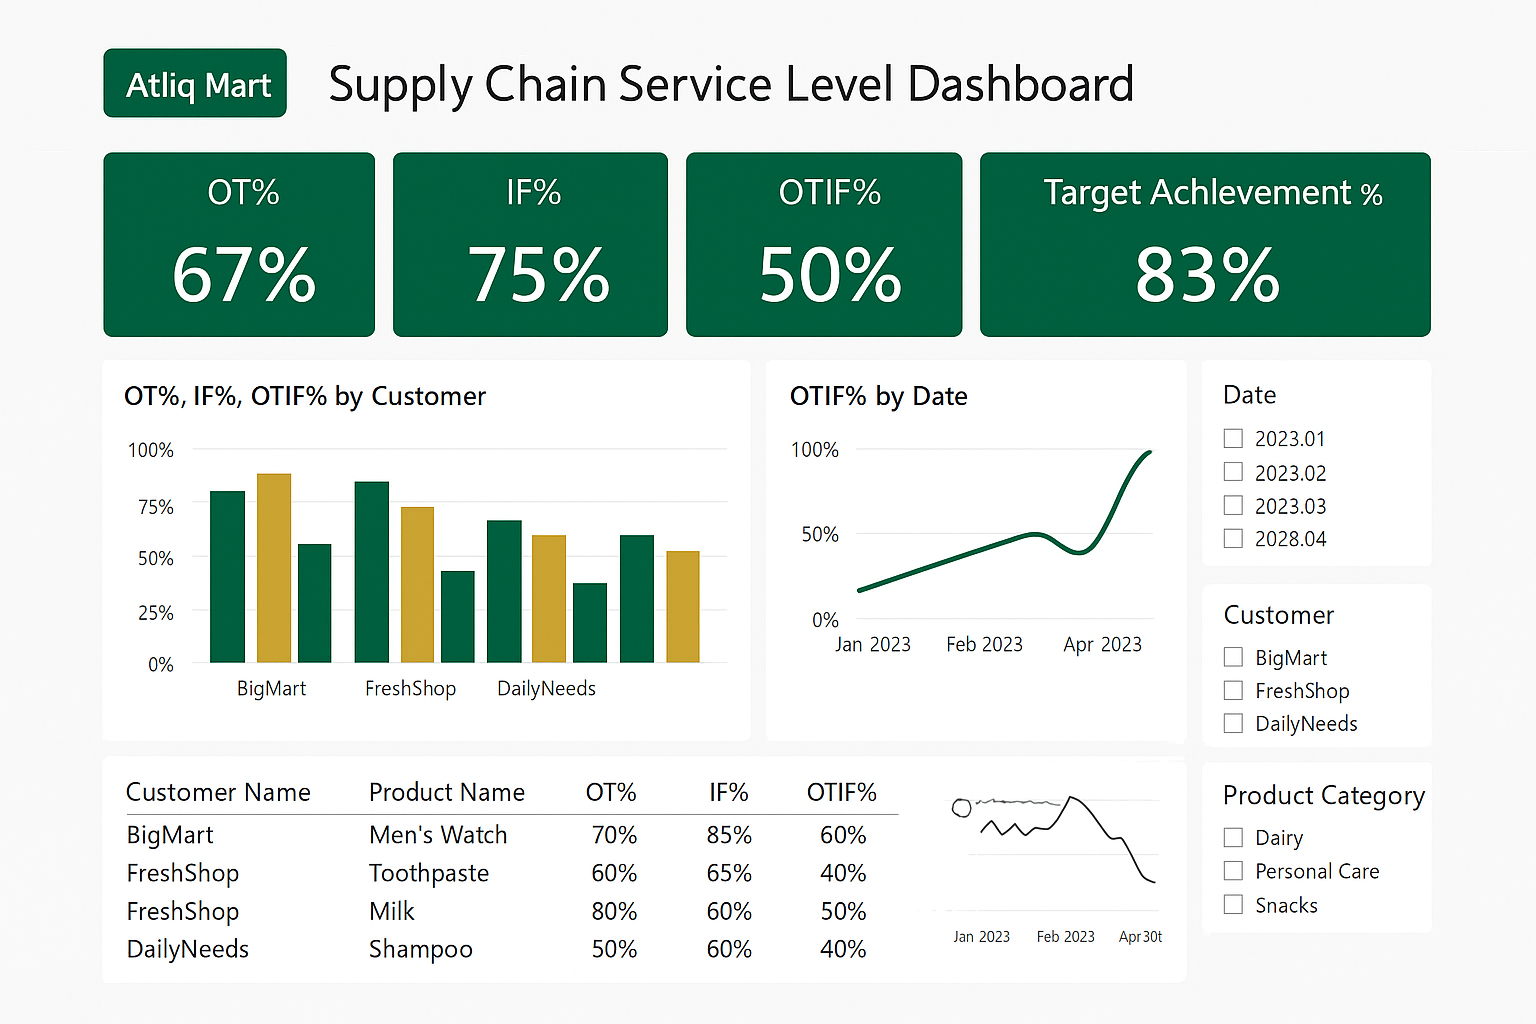 Atliq Mart
Supply Chain Service Level Dashboard
OT%
67%
IF%
75%
OTIF%
50%
Target Achlevement %
83%
OT%, IF%, OTIF% by Customer
100%
75%
50%
25%
0%
BigMart FreshShop DailyNeeds
OTIF% by Date
100%
50%
0%
Jan 2023 Feb 2023 Apr 2023
Date
2023.01
2023.02
2023.03
2028.04
Customer
BigMart
FreshShop
DailyNeeds
Customer Name Product Name OT% IF% OTIF%
BigMart Men's Watch 70% 85% 60%
FreshShop Toothpaste 60% 65% 40%
FreshShop Milk 80% 60% 50%
DailyNeeds Shampoo 50% 60% 40%
Jan 2023 Feb 2023 Apr30t
Product Category
Dairy
Personal Care
Snacks